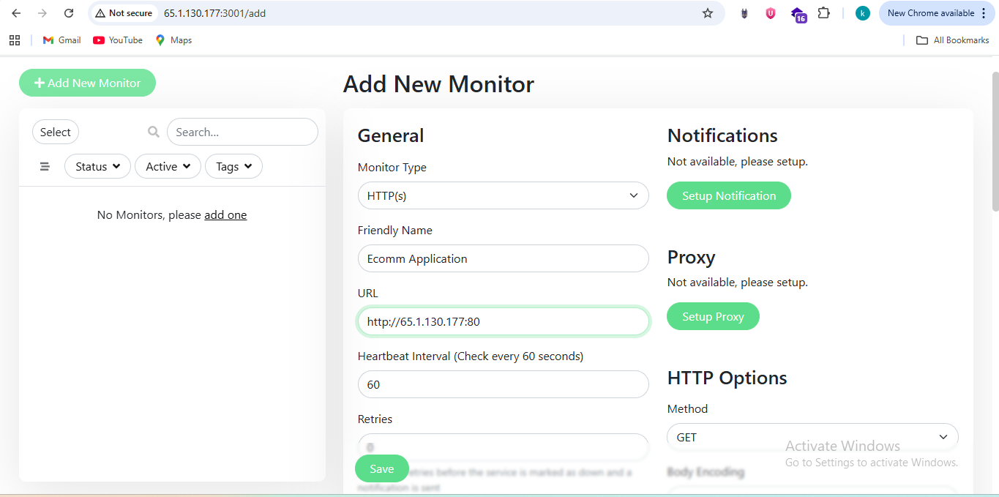 Not secure 65.1.130.177:3001/add
16
k
New Chrome available
Gmail YouTube Maps
All Bookmarks
Add New Monitor
Select
Search...
Status Active Tags
No Monitors, please add one
Add New Monitor
General
Monitor Type
HTTP(s)
Friendly Name
Ecomm Application
URL
http://65.1.130.177:80
Heartbeat Interval (Check every 60 seconds)
60
Retries
0
Save
retries before the service is marked as down and a
notification is sent
Notifications
Not available, please setup.
Setup Notification
Proxy
Not available, please setup.
Setup Proxy
HTTP Options
Method
GET
Body Encoding
Activate Windows
Go to Settings to activate Windows.